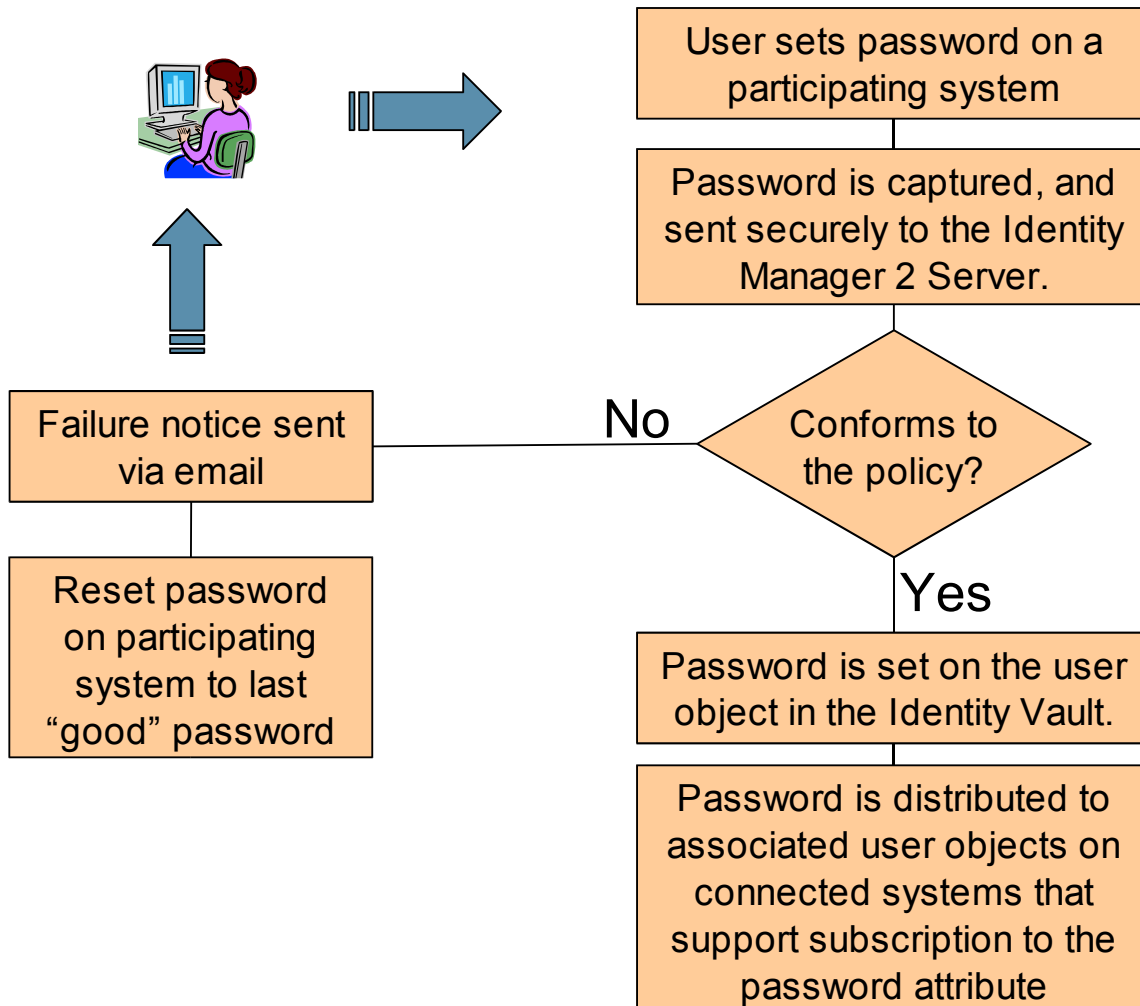 User sets password on a
participating system
Password is captured, and
sent securely to the Identity
Manager 2 Server.
Conforms to
the policy?
No
Failure notice sent
via email
Reset password
on participating
system to last
“good” password
Yes
Password is set on the user
object in the Identity Vault.
Password is distributed to
associated user objects on
connected systems that
support subscription to the
password attribute